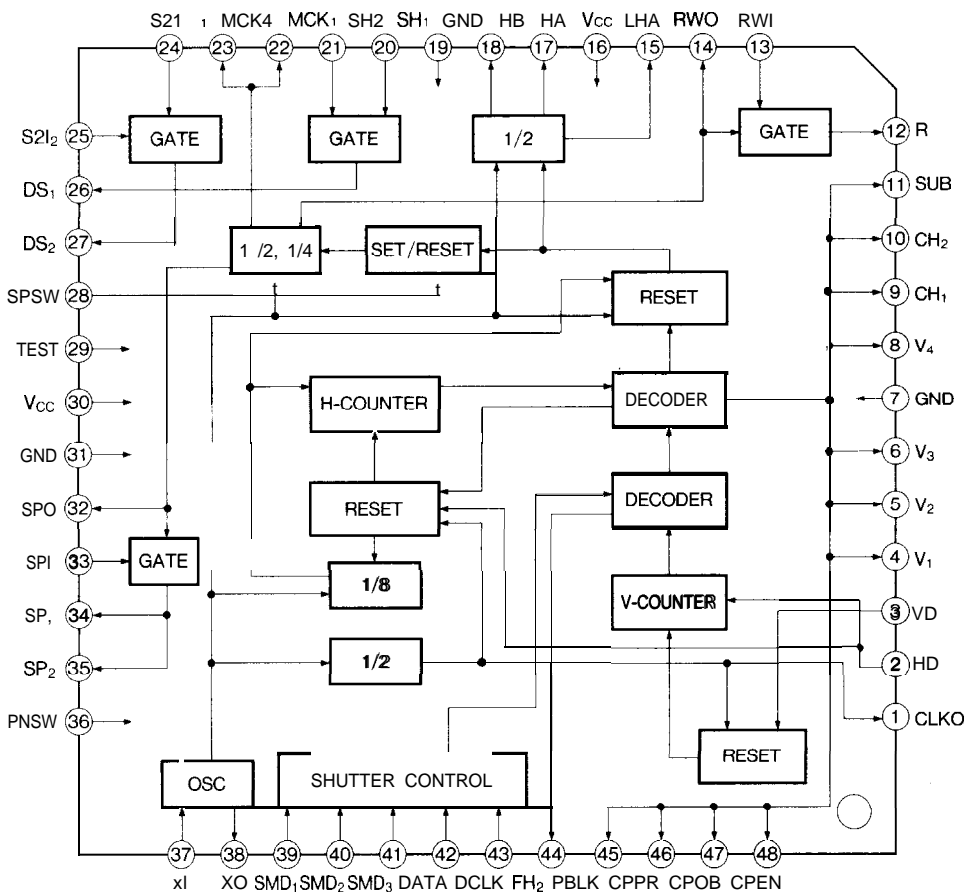 S21 ı MCK4 MCK₁ SH2 SH₁ GND HB HA VCC LHA RWO RWI
24 23 22 21 20 19 18 17 16 15 14 13
S2I₂ 25 GATE GATE 1/2 GATE 12 R
DS₁ 26 11 SUB
DS₂ 27 1 /2, 1/4 SET/RESET 10 CH₂
SPSW 28 t t RESET 9 CH₁
TEST 29 8 V₄
VCC 30 H-COUNTER DECODER 7 GND
GND 31 6 V₃
SPO 32 RESET DECODER 5 V₂
SPI 33 GATE 1/8 4 V₁
SP, 34 V-COUNTER 3 VD
SP₂ 35 1/2 2 HD
PNSW 36 1 CLKO
RESET
OSC SHUTTER CONTROL
37 38 39 40 41 42 43 44 45 46 47 48
xI XO SMD₁ SMD₂ SMD₃ DATA DCLK FH₂ PBLK CPPR CPOB CPEN